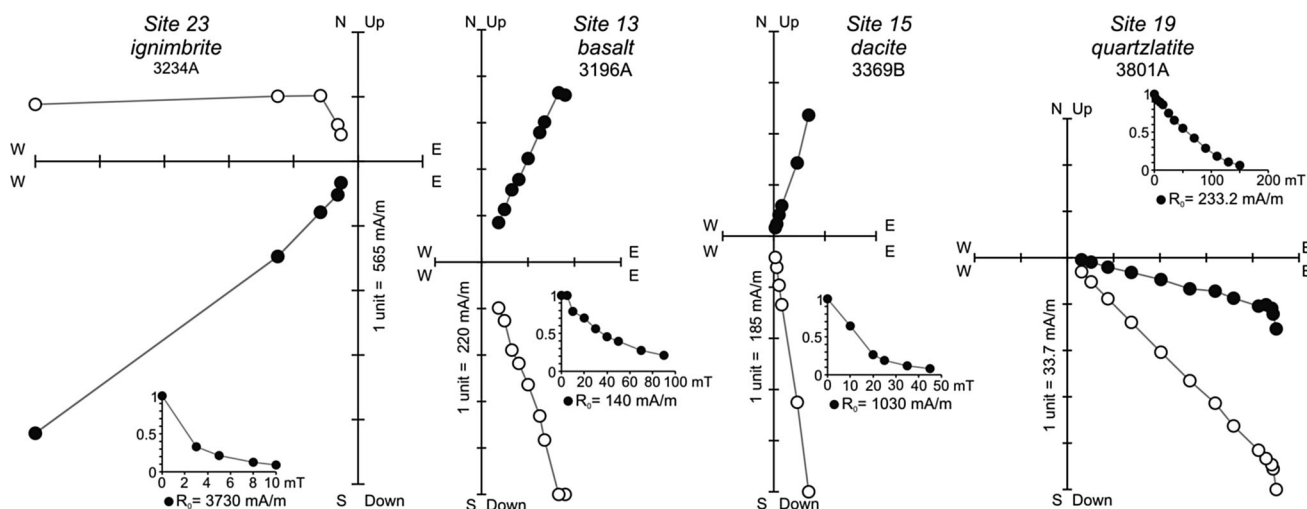 Site 23
ignimbrite
3234A
N Up
W E
W E
1 unit = 565 mA/m
S Down
1
0.5
0
0 2 4 6 8 10 mT
R₀= 3730 mA/m
Site 13
basalt
3196A
N Up
W E
W E
1 unit = 220 mA/m
S Down
1
0.5
0
0 20 40 60 80 100 mT
R₀= 140 mA/m
Site 15
dacite
3369B
N Up
W E
W E
1 unit = 185 mA/m
S Down
1
0.5
0
0 10 20 30 40 50 mT
R₀= 1030 mA/m
Site 19
quartzlatite
3801A
N Up
1
0.5
0
0 100 200 mT
R₀= 233.2 mA/m
W E
W E
1 unit = 33.7 mA/m
S Down